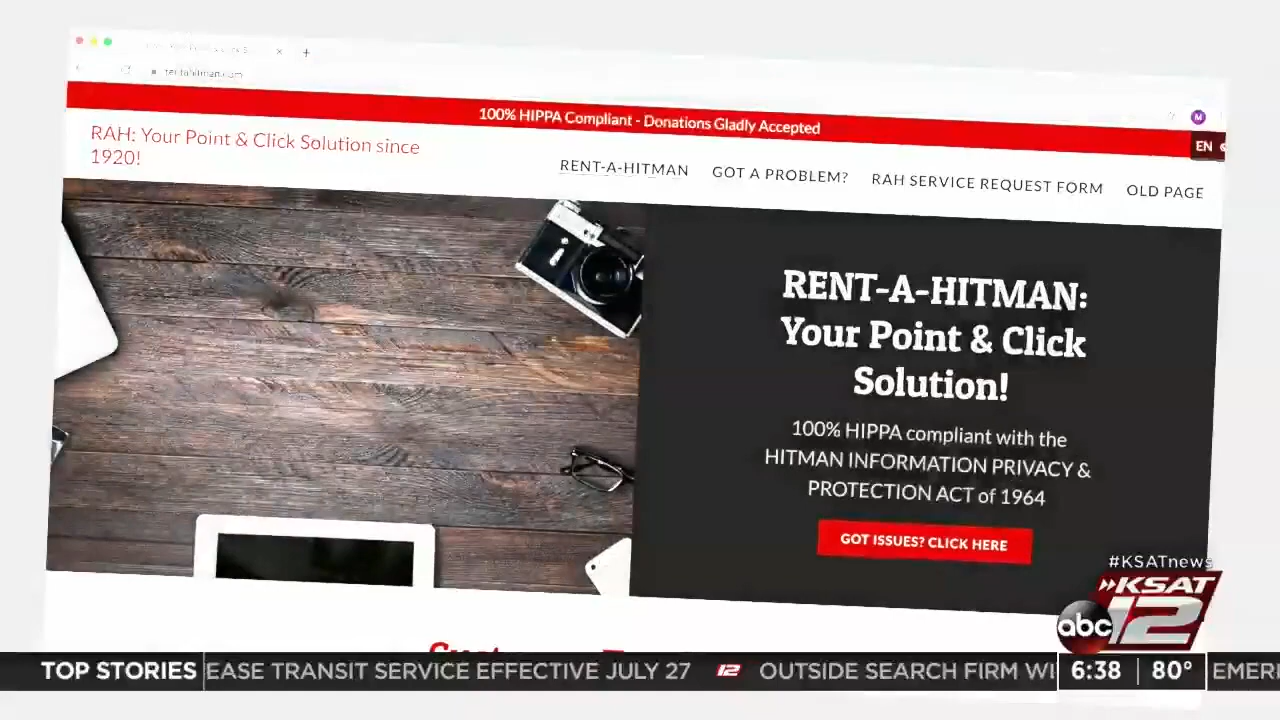 rentahitman.com
100% HIPPA Compliant - Donations Gladly Accepted
M
EN
RAH: Your Point & Click Solution since
1920!
RENT-A-HITMAN
GOT A PROBLEM?
RAH SERVICE REQUEST FORM
OLD PAGE
RENT-A-HITMAN:
Your Point & Click
Solution!
100% HIPPA compliant with the
HITMAN INFORMATION PRIVACY &
PROTECTION ACT of 1964
GOT ISSUES? CLICK HERE
#KSATnews
KSAT
abc 12
TOP STORIES
EASE TRANSIT SERVICE EFFECTIVE JULY 27 12 OUTSIDE SEARCH FIRM WI
6:38 80°
EMER